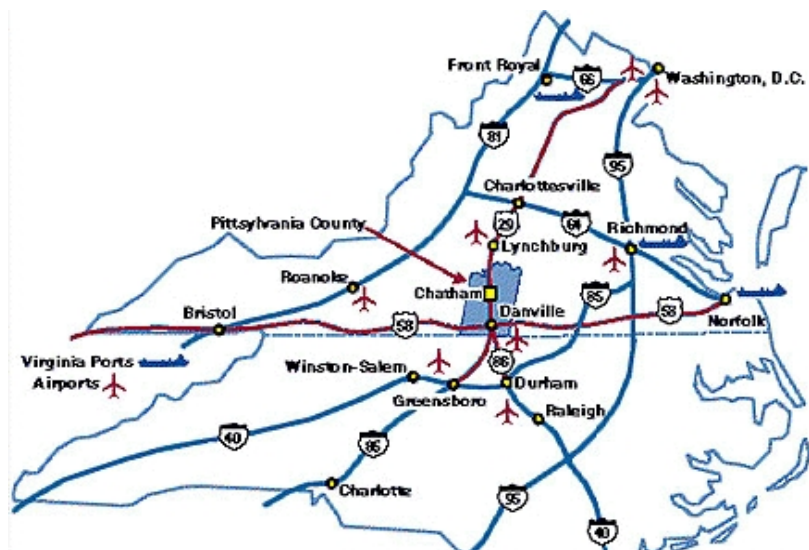 Front Royal
66
Washington, D.C.
81
95
Charlottesville
Pittsylvania County
29
64
Richmond
Lynchburg
Roanoke
Chatham
85
Bristol
58
Danville
58
Norfolk
Virginia Ports
Airports
Winston-Salem
86
Greensboro
Durham
Raleigh
40
85
Charlotte
95
40